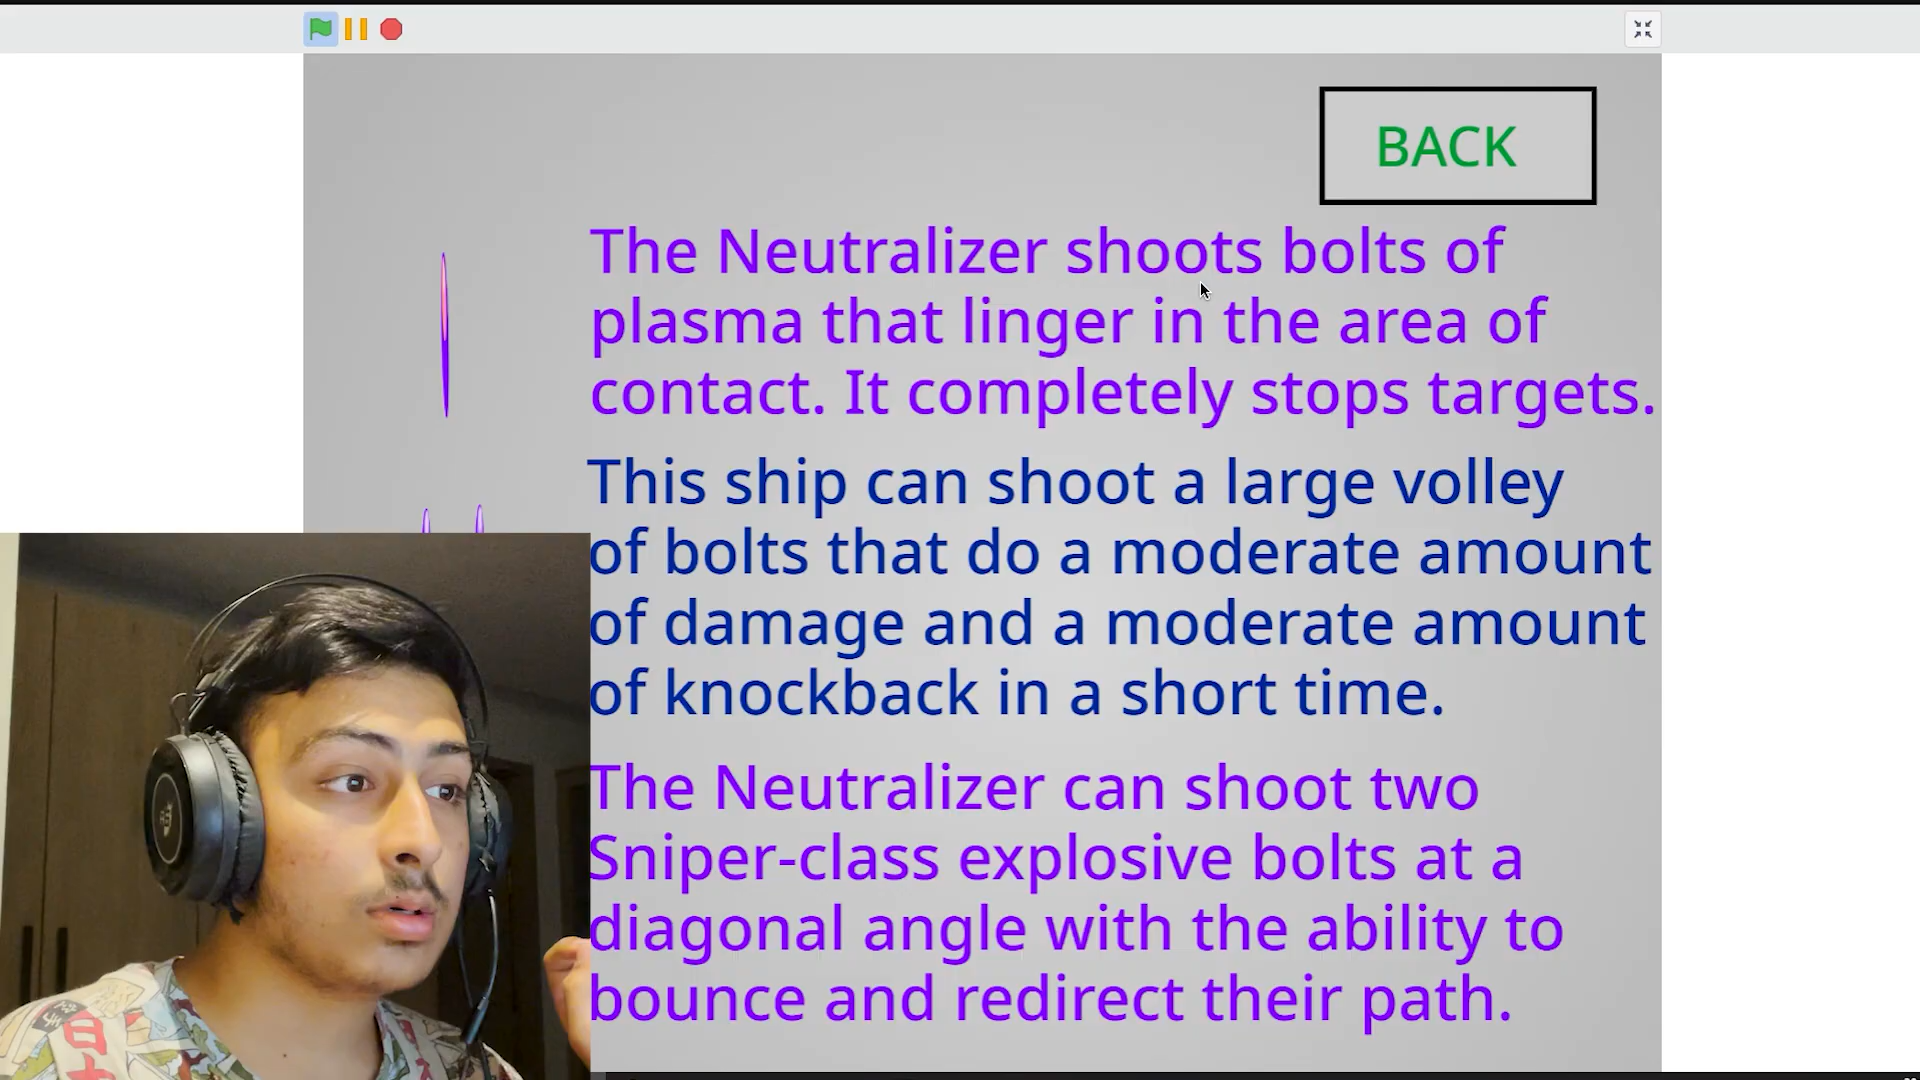 BACK
The Neutralizer shoots bolts of
plasma that linger in the area of
contact. It completely stops targets.
This ship can shoot a large volley
of bolts that do a moderate amount
of damage and a moderate amount
of knockback in a short time.
The Neutralizer can shoot two
Sniper-class explosive bolts at a
diagonal angle with the ability to
bounce and redirect their path.
日